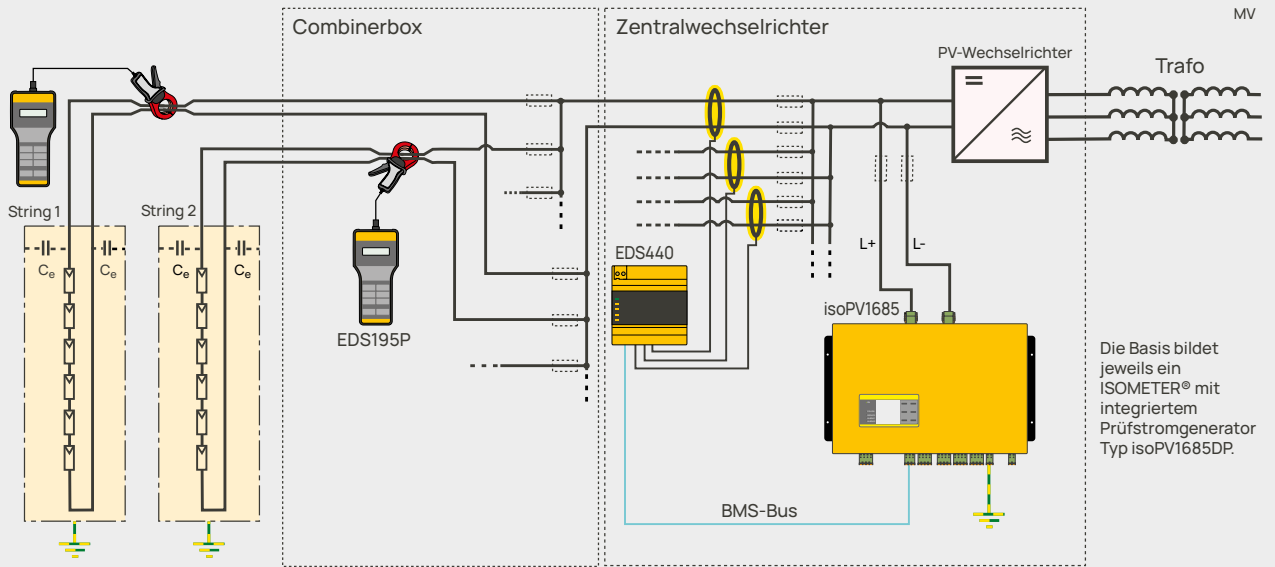 MV
Combinerbox
Zentralwechselrichter
PV-Wechselrichter
Trafo
String 1
String 2
Ce
Ce
Ce
Ce
EDS195P
EDS440
L+
L-
isoPV1685
BMS-Bus
Die Basis bildet
jeweils ein
ISOMETER® mit
integriertem
Prüfstromgenerator
Typ isoPV1685DP.